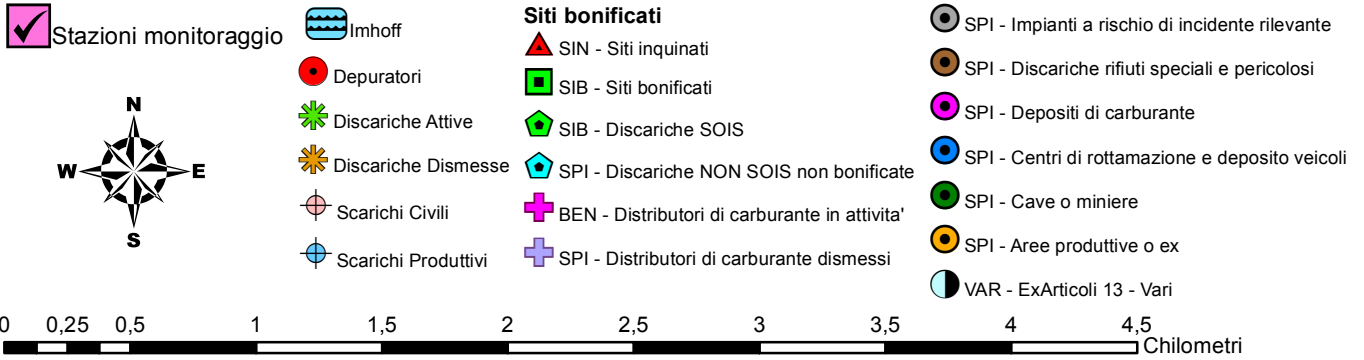 Stazioni monitoraggio
N
W E
S
Imhoff
Depuratori
Discariche Attive
Discariche Dismesse
Scarichi Civili
Scarichi Produttivi
Siti bonificati
SIN - Siti inquinati
SIB - Siti bonificati
SIB - Discariche SOIS
SPI - Discariche NON SOIS non bonificate
BEN - Distributori di carburante in attivita'
SPI - Distributori di carburante dismessi
SPI - Impianti a rischio di incidente rilevante
SPI - Discariche rifiuti speciali e pericolosi
SPI - Depositi di carburante
SPI - Centri di rottamazione e deposito veicoli
SPI - Cave o miniere
SPI - Aree produttive o ex
VAR - ExArticoli 13 - Vari
0 0,25 0,5 1 1,5 2 2,5 3 3,5 4 4,5
Chilometri